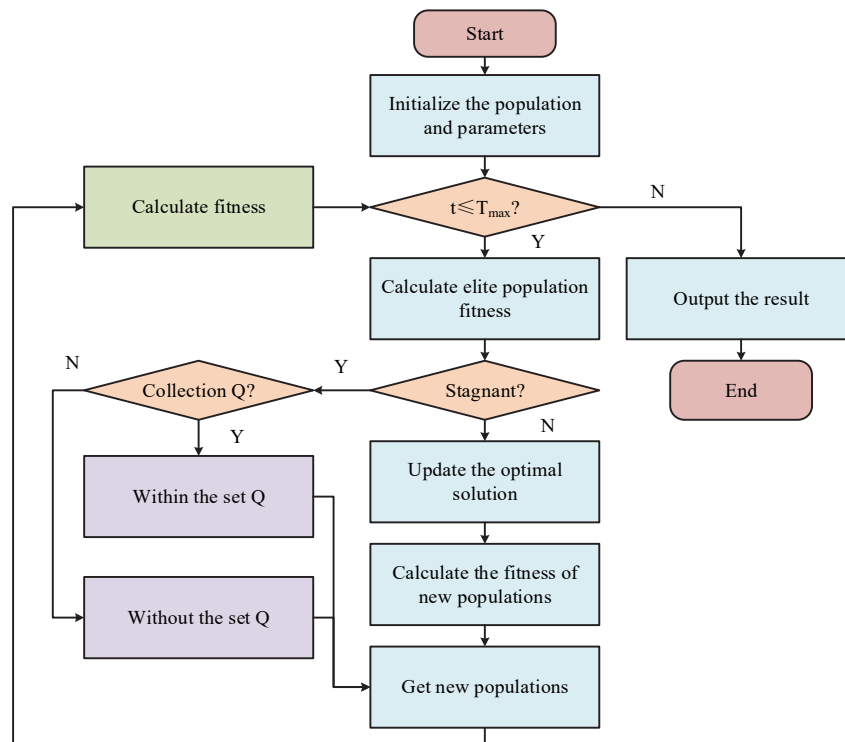 Start
Initialize the population
and parameters
Calculate fitness
t≤Tmax?
N
Y
Calculate elite population
fitness
Output the result
N
Collection Q?
Y
Stagnant?
End
Y
N
Within the set Q
Update the optimal
solution
Calculate the fitness of
new populations
Without the set Q
Get new populations